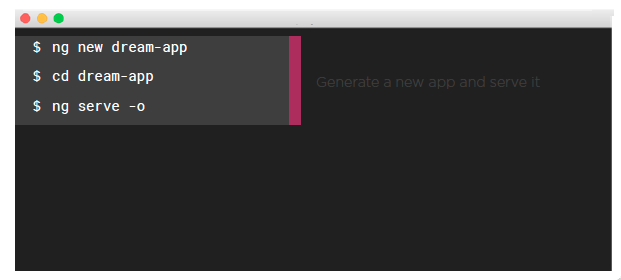 $ ng new dream-app
$ cd dream-app
$ ng serve -o
Generate a new app and serve it